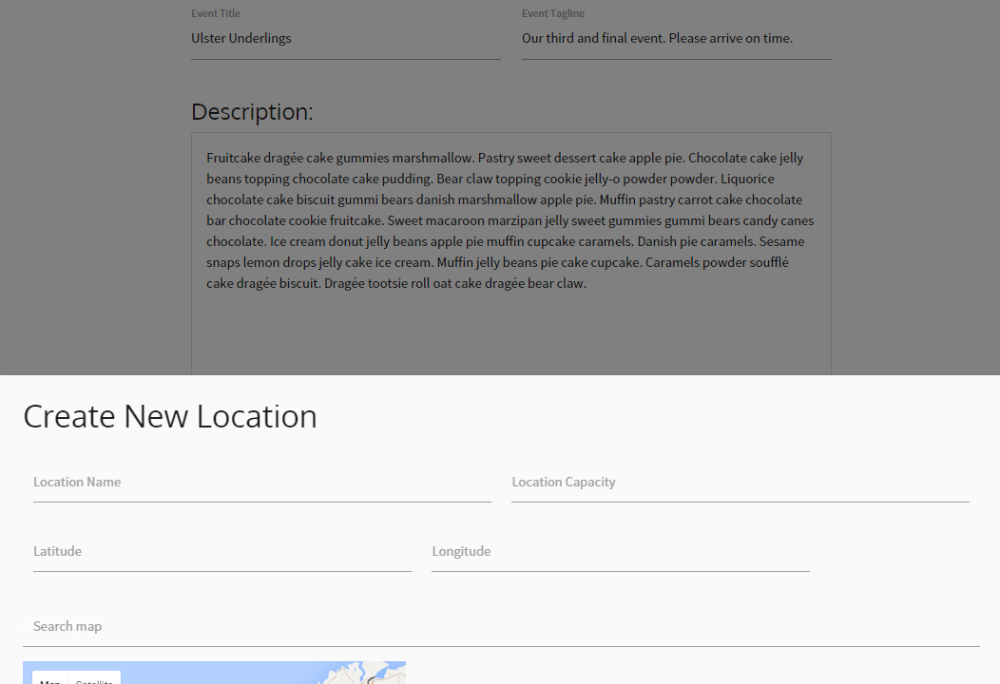 Event Title Event Tagline
Ulster Underlings Our third and final event. Please arrive on time.
Description:
Fruitcake dragée cake gummies marshmallow. Pastry sweet dessert cake apple pie. Chocolate cake jelly
beans topping chocolate cake pudding. Bear claw topping cookie jelly-o powder powder. Liquorice
chocolate cake biscuit gummi bears danish marshmallow apple pie. Muffin pastry carrot cake chocolate
bar chocolate cookie fruitcake. Sweet macaroon marzipan jelly sweet gummies gummi bears candy canes
chocolate. Ice cream donut jelly beans apple pie muffin cupcake caramels. Danish pie caramels. Sesame
snaps lemon drops jelly cake ice cream. Muffin jelly beans pie cake cupcake. Caramels powder soufflé
cake dragée biscuit. Dragée tootsie roll oat cake dragée bear claw.
Create New Location
Location Name Location Capacity
Latitude Longitude
Search map
Map Satellite